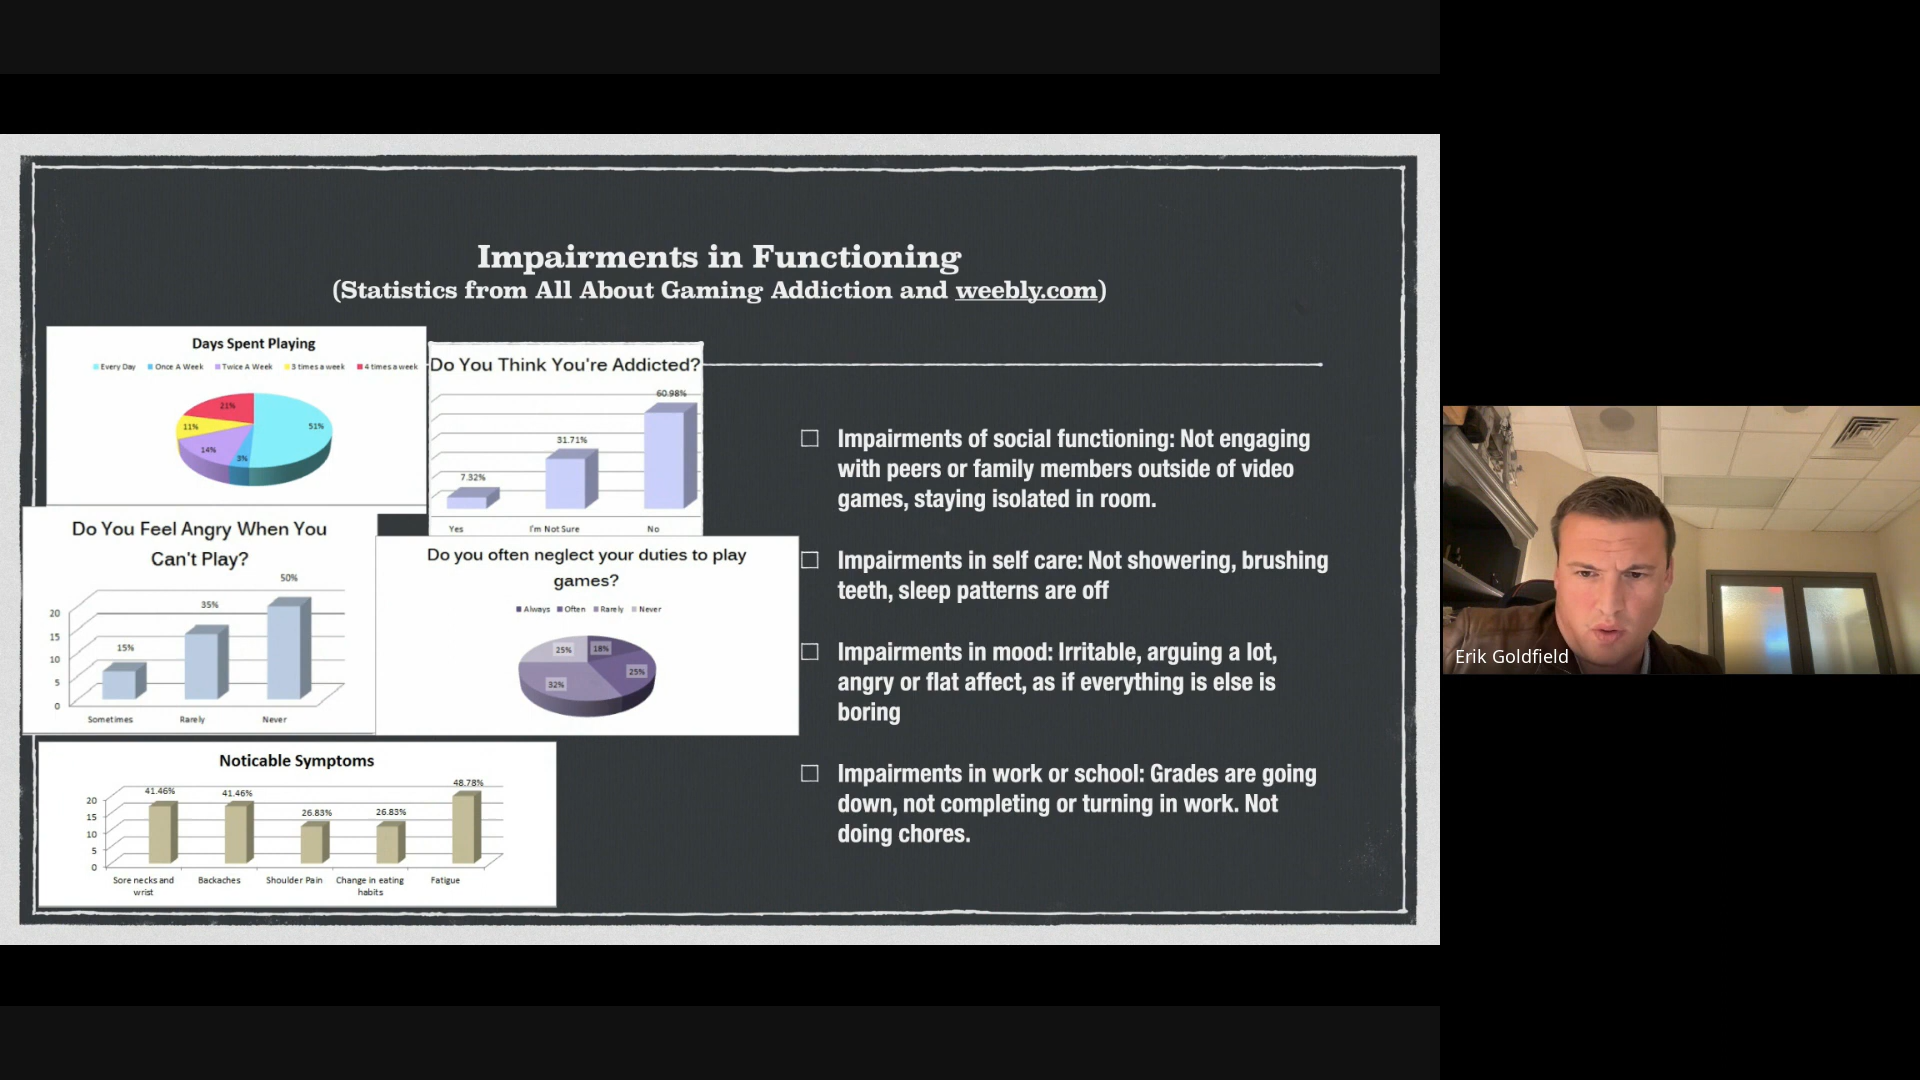 Impairments in Functioning
(Statistics from All About Gaming Addiction and weebly.com)
Days Spent Playing
Every Day Once A Week Twice A Week 3 times a week 4 times a week
21%
11%
51%
14%
3%
Do You Think You're Addicted?
60.98%
31.71%
7.32%
Yes I'm Not Sure No
Do You Feel Angry When You
Can't Play?
50%
35%
15%
20
15
10
5
0
Sometimes Rarely Never
Do you often neglect your duties to play
games?
Always Often Rarely Never
25% 18%
25%
32%
Noticable Symptoms
41.46% 41.46% 26.83% 26.83% 48.78%
20
15
10
5
0
Sore necks and Backaches Shoulder Pain Change in eating Fatigue
wrist habits
☐ Impairments of social functioning: Not engaging
with peers or family members outside of video
games, staying isolated in room.
☐ Impairments in self care: Not showering, brushing
teeth, sleep patterns are off
☐ Impairments in mood: Irritable, arguing a lot,
angry or flat affect, as if everything is else is
boring
☐ Impairments in work or school: Grades are going
down, not completing or turning in work. Not
doing chores.
Erik Goldfield